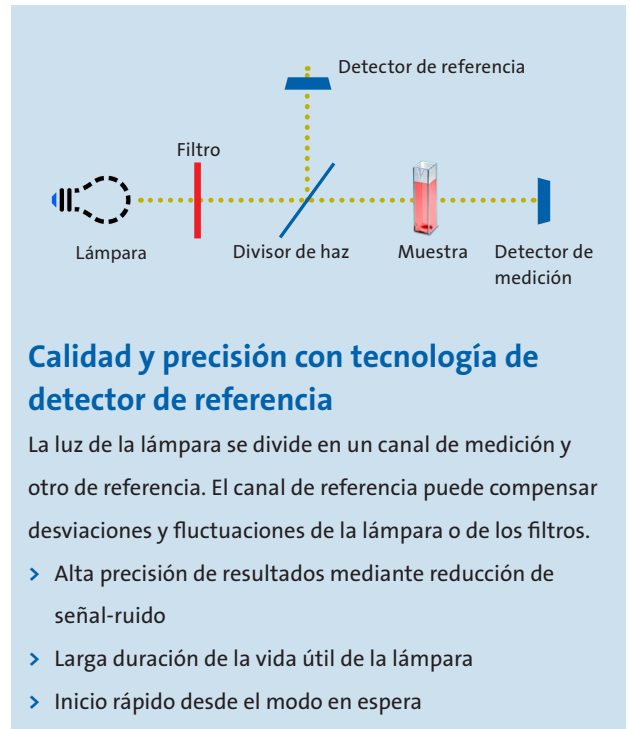 Detector de referencia
Filtro
Lámpara
Divisor de haz
Muestra
Detector de
medición
Calidad y precisión con tecnología de
detector de referencia
La luz de la lámpara se divide en un canal de medición y
otro de referencia. El canal de referencia puede compensar
desviaciones y fluctuaciones de la lámpara o de los filtros.
> Alta precisión de resultados mediante reducción de
señal-ruido
> Larga duración de la vida útil de la lámpara
> Inicio rápido desde el modo en espera